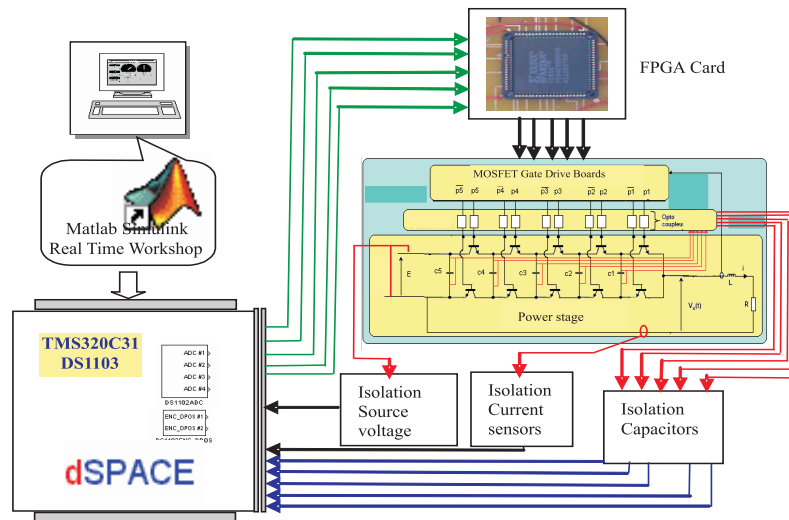 FPGA Card
MOSFET Gate Drive Boards
p5 p5 p4 p4 p3 p3 p2 p2 p1 p1
Opto
couplers
Matlab Simulink
Real Time Workshop
E
c5 c4 c3 c2 c1
i
L
R
Vs(t)
Power stage
TMS320C31
DS1103
ADC #1
ADC #2
ADC #3
ADC #4
DS1102ADC
ENC_DPOS #1
ENC_DPOS #2
dSPACE
Isolation
Source
voltage
Isolation
Current
sensors
Isolation
Capacitors